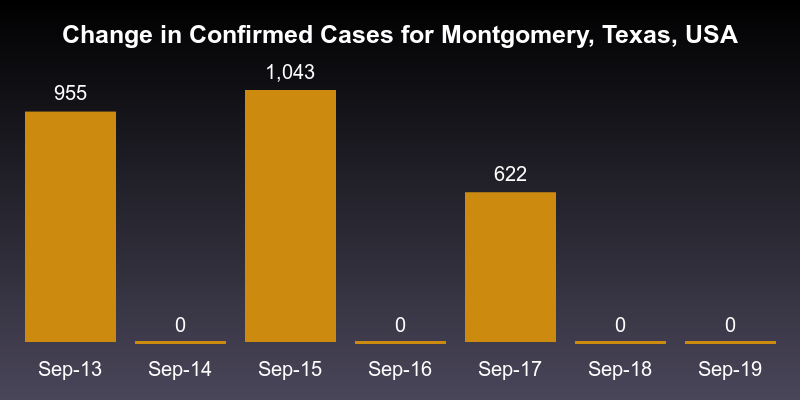 Change in Confirmed Cases for Montgomery, Texas, USA
1,043
955
622
0
0
0
0
Sep-13
Sep-14
Sep-15
Sep-16
Sep-17
Sep-18
Sep-19